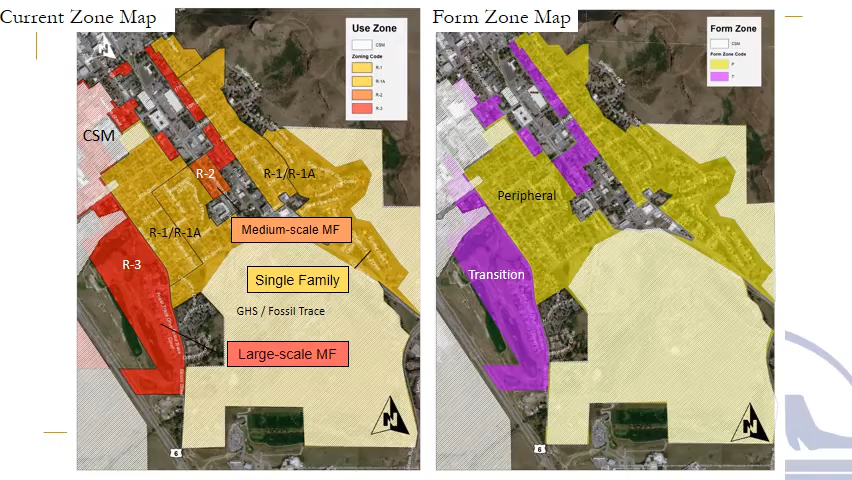 Current Zone Map
Form Zone Map
Use Zone
CSM
Zoning Code
R-1
R-1A
R-2
R-3
CSM
R-2
R-1/R-1A
R-1/R-1A
Medium-scale MF
R-3
Single Family
GHS / Fossil Trace
Large-scale MF
N
6
Form Zone
CSM
Form Zone Code
P
T
Peripheral
Transition
N
6